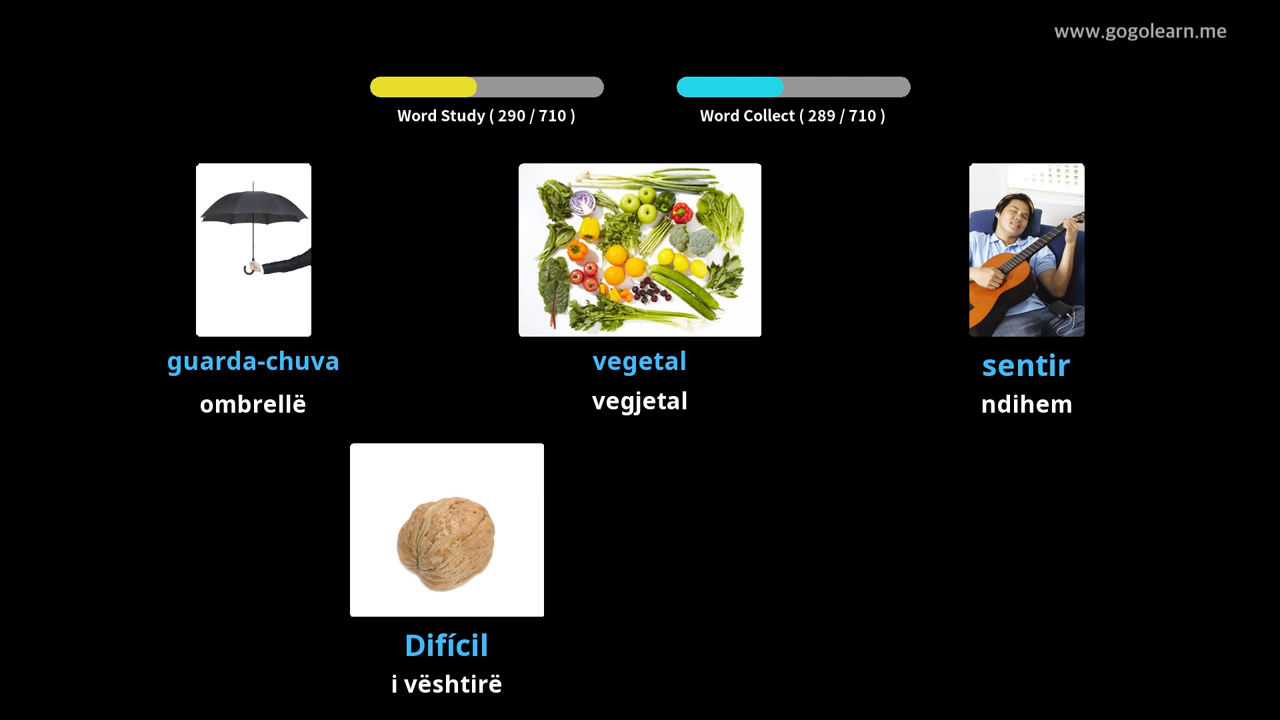 www.gogolearn.me
Word Study ( 290 / 710 )
Word Collect ( 289 / 710 )
guarda-chuva
ombrellë
vegetal
vegjetal
sentir
ndihem
Difícil
i vështirë